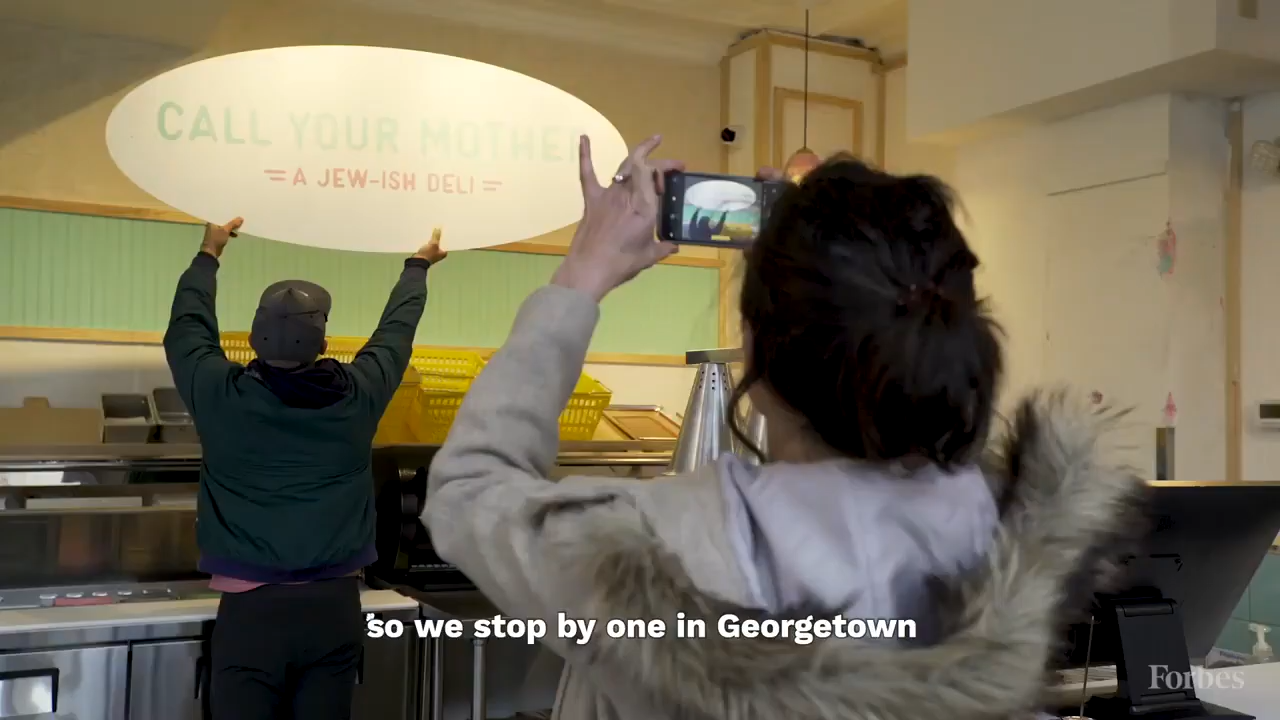 CALL YOUR MOTHER
=A JEW-ISH DELI=
so we stop by one in Georgetown
Forbes